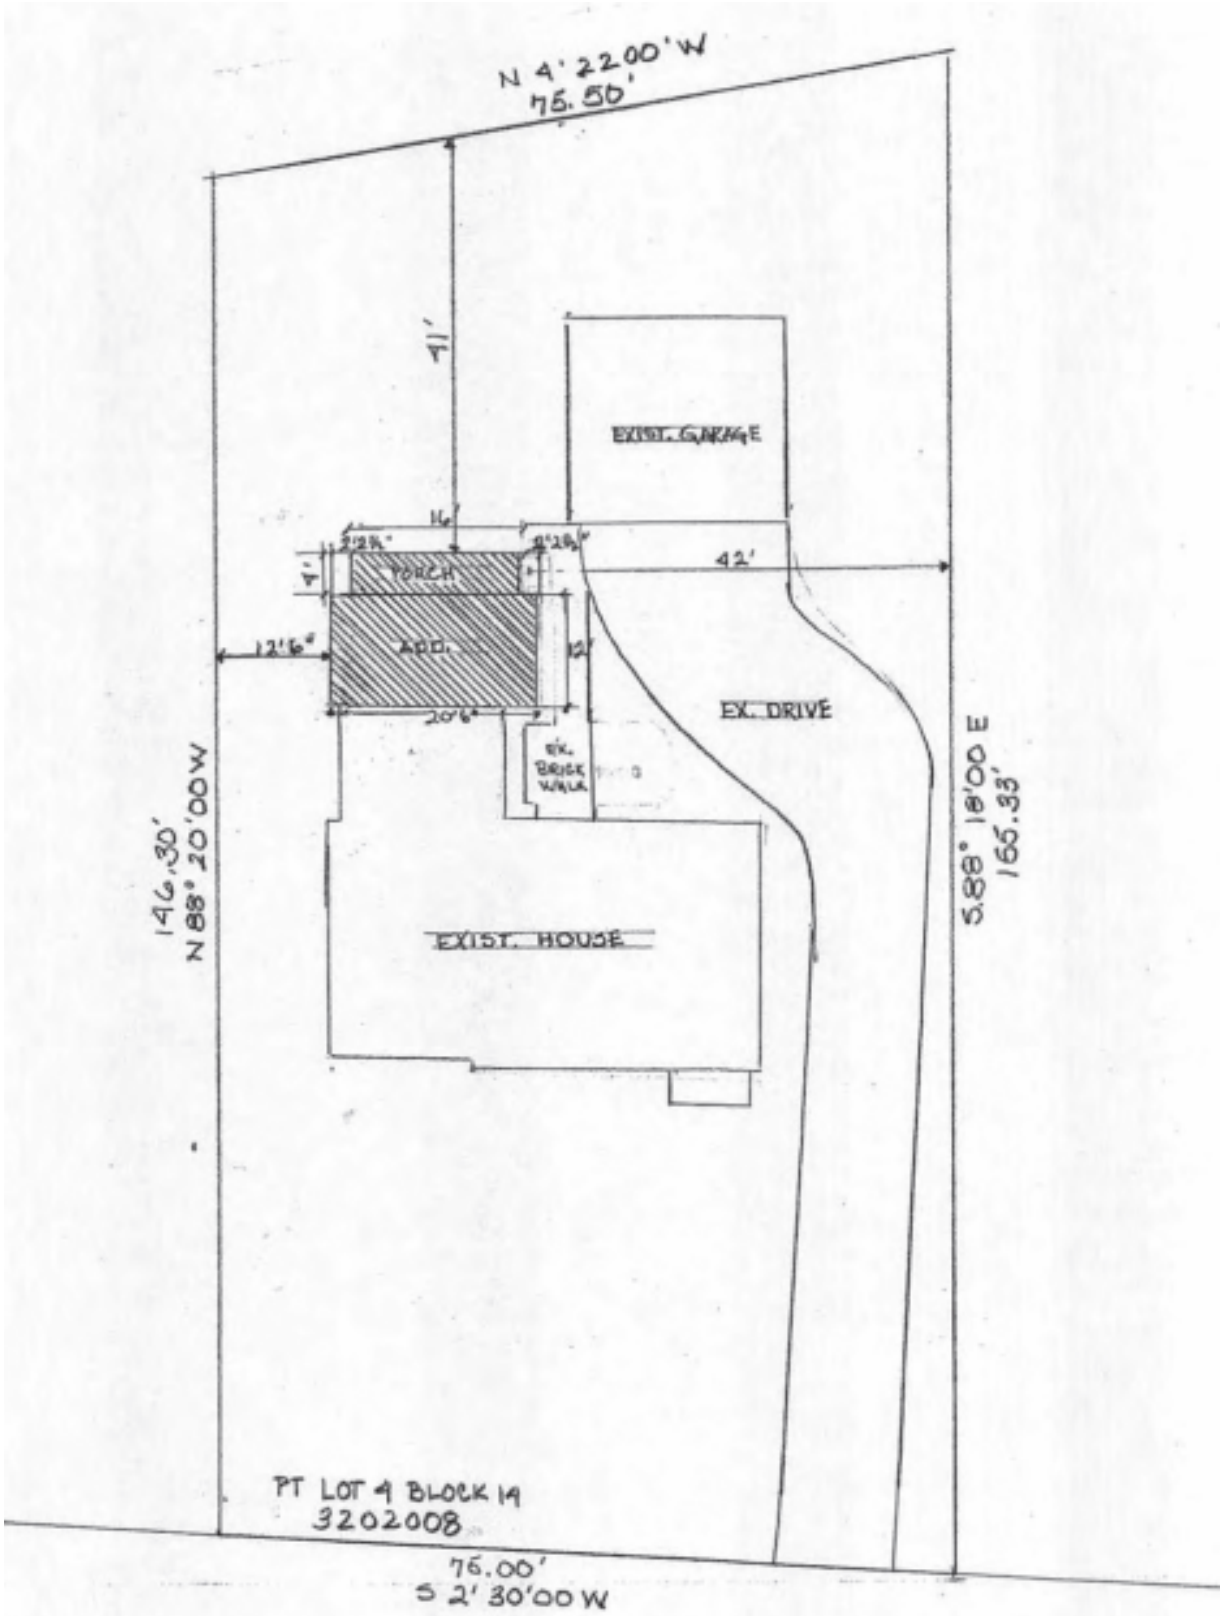 N 4' 22 00' W
75.50'
41'
EXIST. GARAGE
16'
2'2½"
2'2½"
42'
4'
PORCH
12'6"
ADD.
12'
20'6"
EX. DRIVE
EX.
BRICK
WALK
146.30'
N 88° 20' 00 W
S.88° 18' 00 E
165.33'
EXIST. HOUSE
PT LOT 4 BLOCK 14
3202008
75.00'
S 2' 30' 00 W